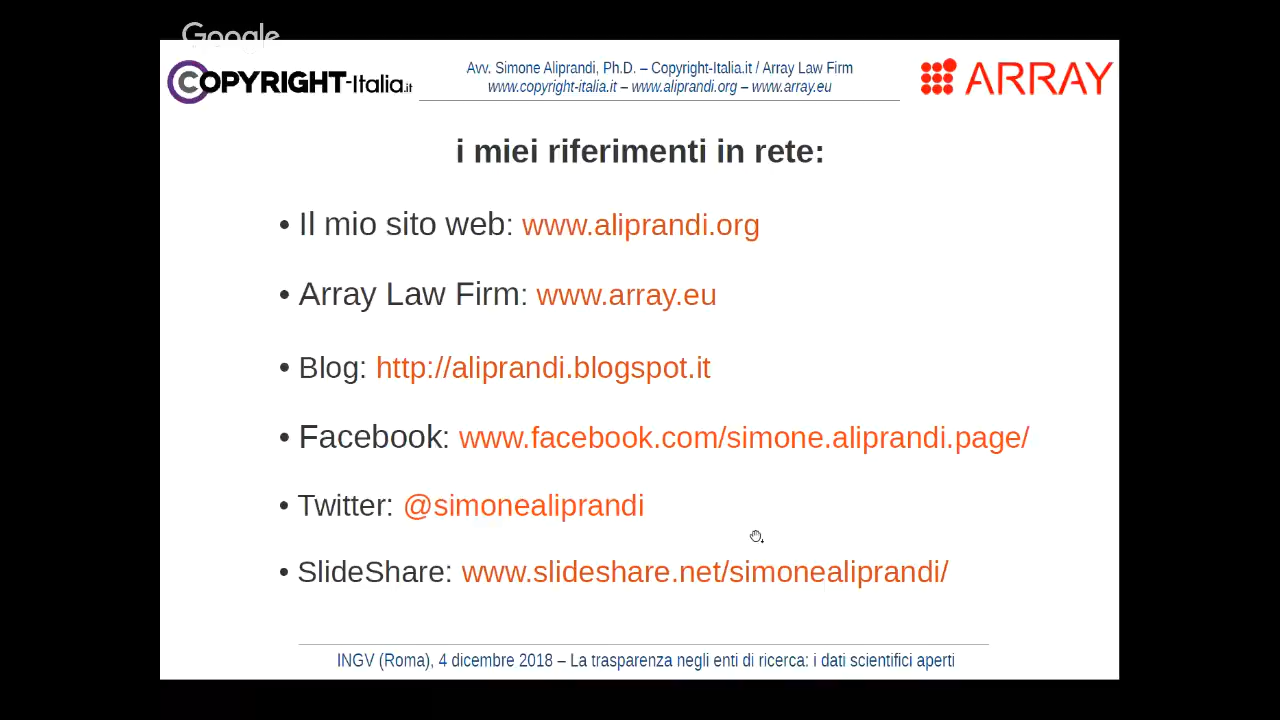 Google
COPYRIGHT-Italia.it
Avv. Simone Aliprandi, Ph.D. – Copyright-Italia.it / Array Law Firm
www.copyright-italia.it – www.aliprandi.org – www.array.eu
ARRAY
i miei riferimenti in rete:
• Il mio sito web: www.aliprandi.org
• Array Law Firm: www.array.eu
• Blog: http://aliprandi.blogspot.it
• Facebook: www.facebook.com/simone.aliprandi.page/
• Twitter: @simonealiprandi
• SlideShare: www.slideshare.net/simonealiprandi/
INGV (Roma), 4 dicembre 2018 – La trasparenza negli enti di ricerca: i dati scientifici aperti